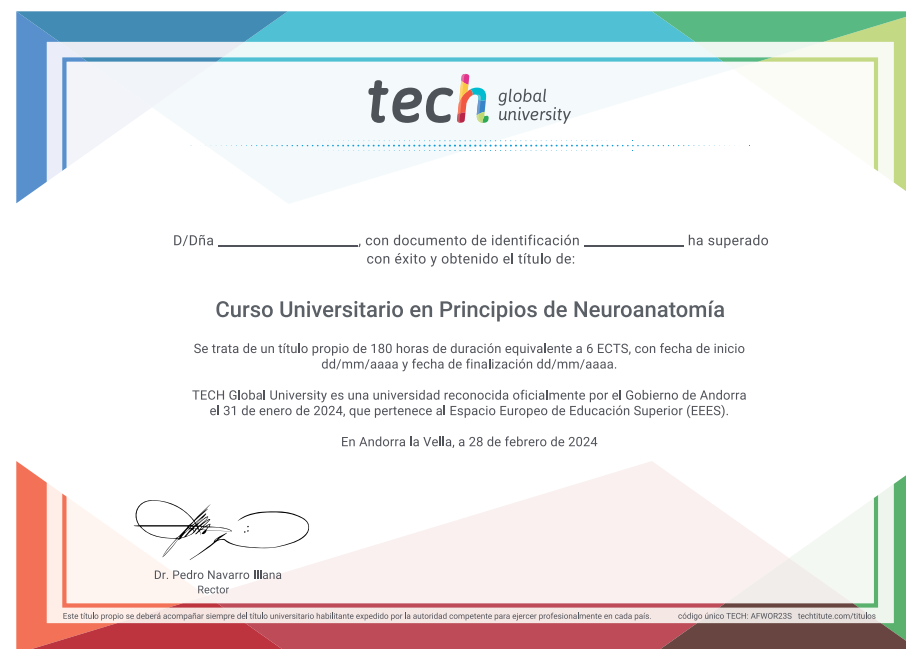 tech global university
D/Dña ____________, con documento de identificación ____________ ha superado
con éxito y obtenido el título de:
Curso Universitario en Principios de Neuroanatomía
Se trata de un título propio de 180 horas de duración equivalente a 6 ECTS, con fecha de inicio
dd/mm/aaaa y fecha de finalización dd/mm/aaaa.
TECH Global University es una universidad reconocida oficialmente por el Gobierno de Andorra
el 31 de enero de 2024, que pertenece al Espacio Europeo de Educación Superior (EEES).
En Andorra la Vella, a 28 de febrero de 2024
Dr. Pedro Navarro Illana
Rector
Este título propio se deberá acompañar siempre del título universitario habilitante expedido por la autoridad competente para ejercer profesionalmente en cada país. código único TECH: AFWOR23S techtitute.com/titulos